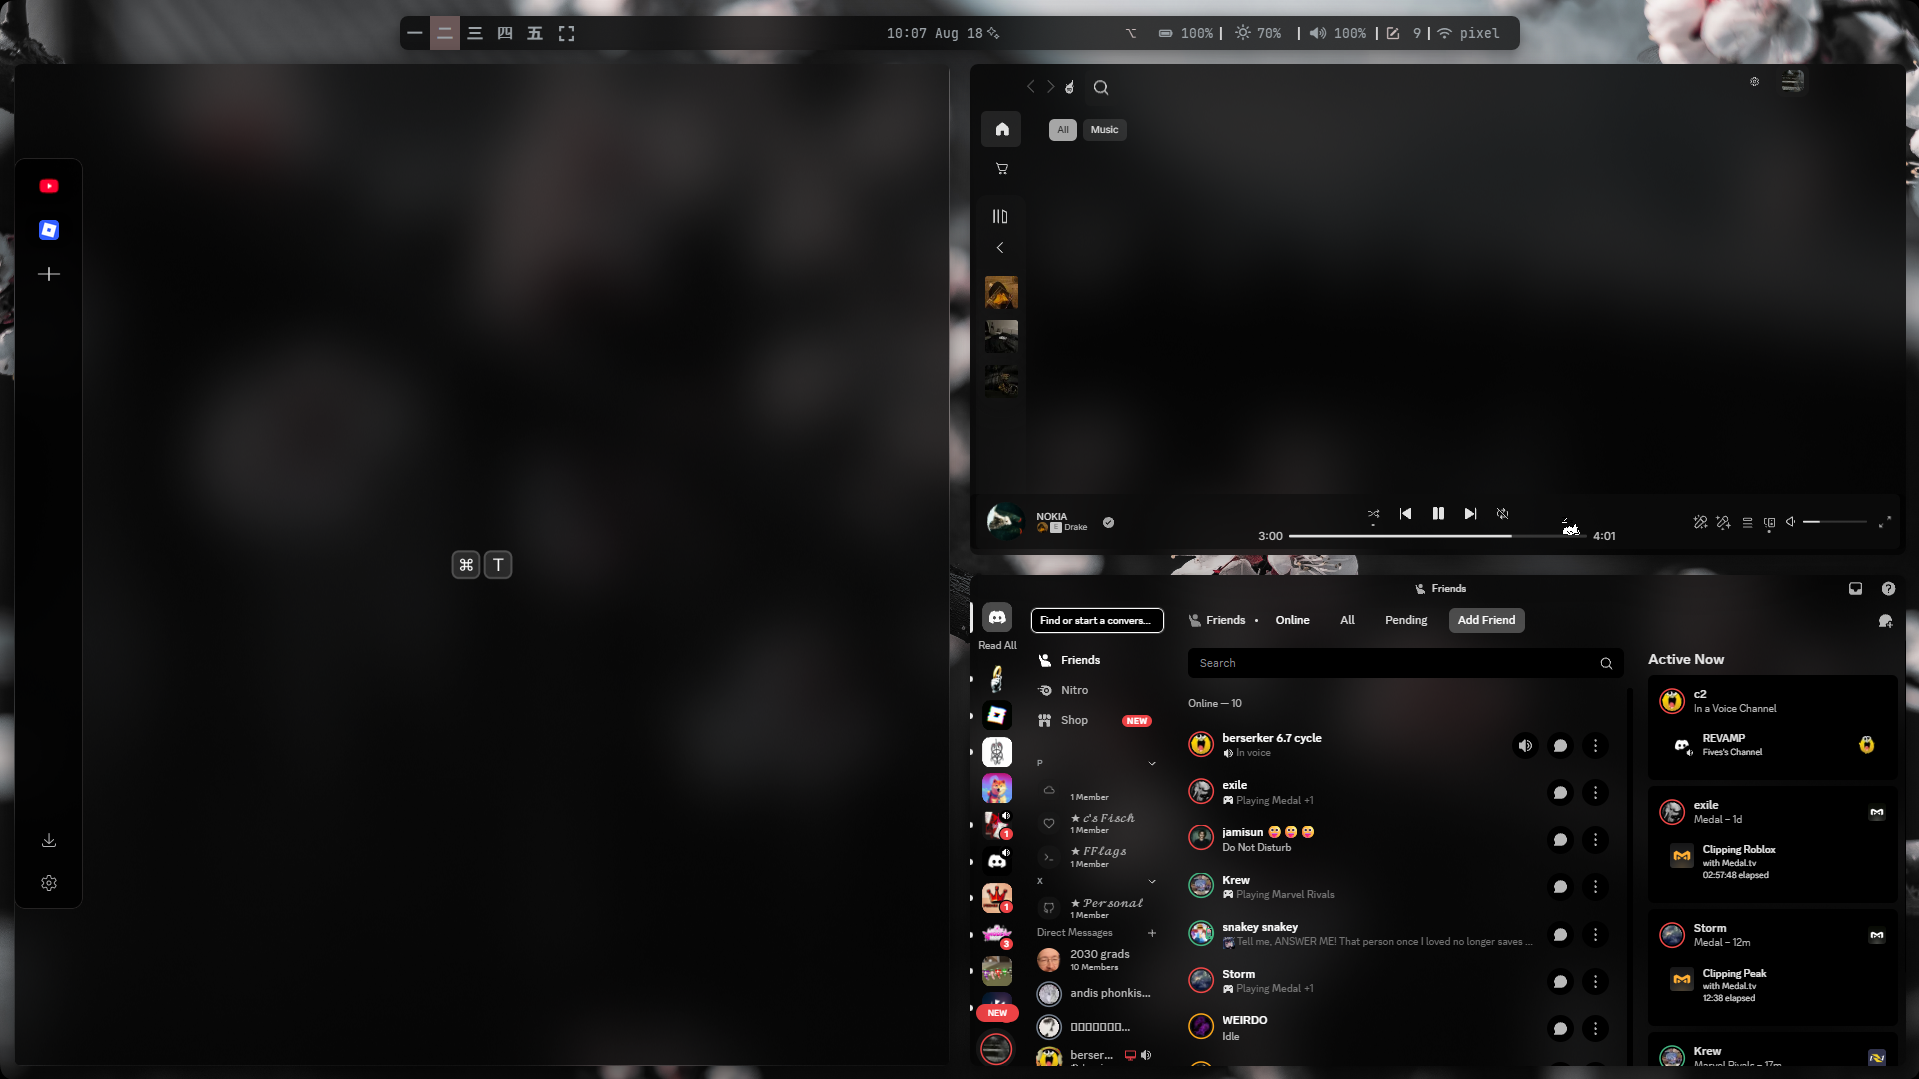 一 二 三 四 五
10:07 Aug 18
100% | 70% | 100% | 9 | pixel
⌘ T
All Music
NOKIA
E Drake
3:00 4:01
Friends
Read All
NEW
Find or start a convers...
Friends
Nitro
Shop NEW
P
1 Member
★ 𝓬'𝓼 𝓕𝓲𝓼𝓬𝓱
1 Member
★ 𝓕𝓕𝓵𝓪𝓰𝓼
1 Member
X
★ 𝓟𝓮𝓻𝓼𝓸𝓷𝓪𝓵
1 Member
Direct Messages
2030 grads
10 Members
andis phonkis...
berser...
1
1
3
Friends • Online All Pending Add Friend
Search
Online — 10
berserker 6.7 cycle
In voice
exile
Playing Medal +1
jamisun
Do Not Disturb
Krew
Playing Marvel Rivals
snakey snakey
Tell me, ANSWER ME! That person once I loved no longer saves ...
Storm
Playing Medal +1
WEIRDO
Idle
Active Now
c2
In a Voice Channel
REVAMP
Fives's Channel
exile
Medal – 1d
Clipping Roblox
with Medal.tv
02:57:48 elapsed
Storm
Medal – 12m
Clipping Peak
with Medal.tv
12:38 elapsed
Krew
Marvel Rivals – 17m